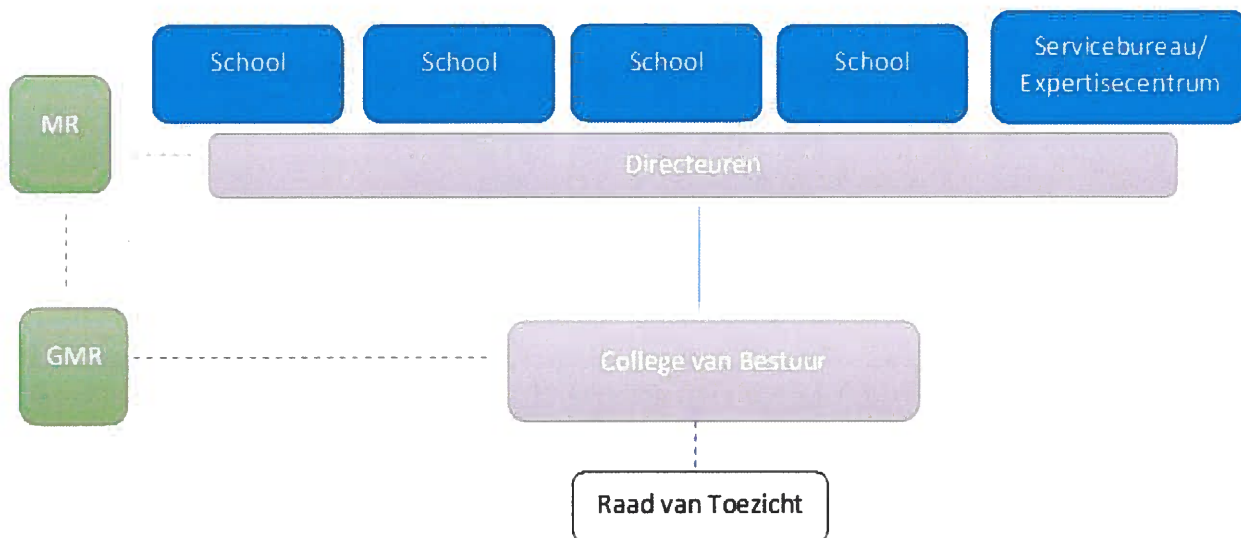 School
School
School
School
Servicebureau/
Expertisecentrum
MR
Directeuren
GMR
College van Bestuur
Raad van Toezicht